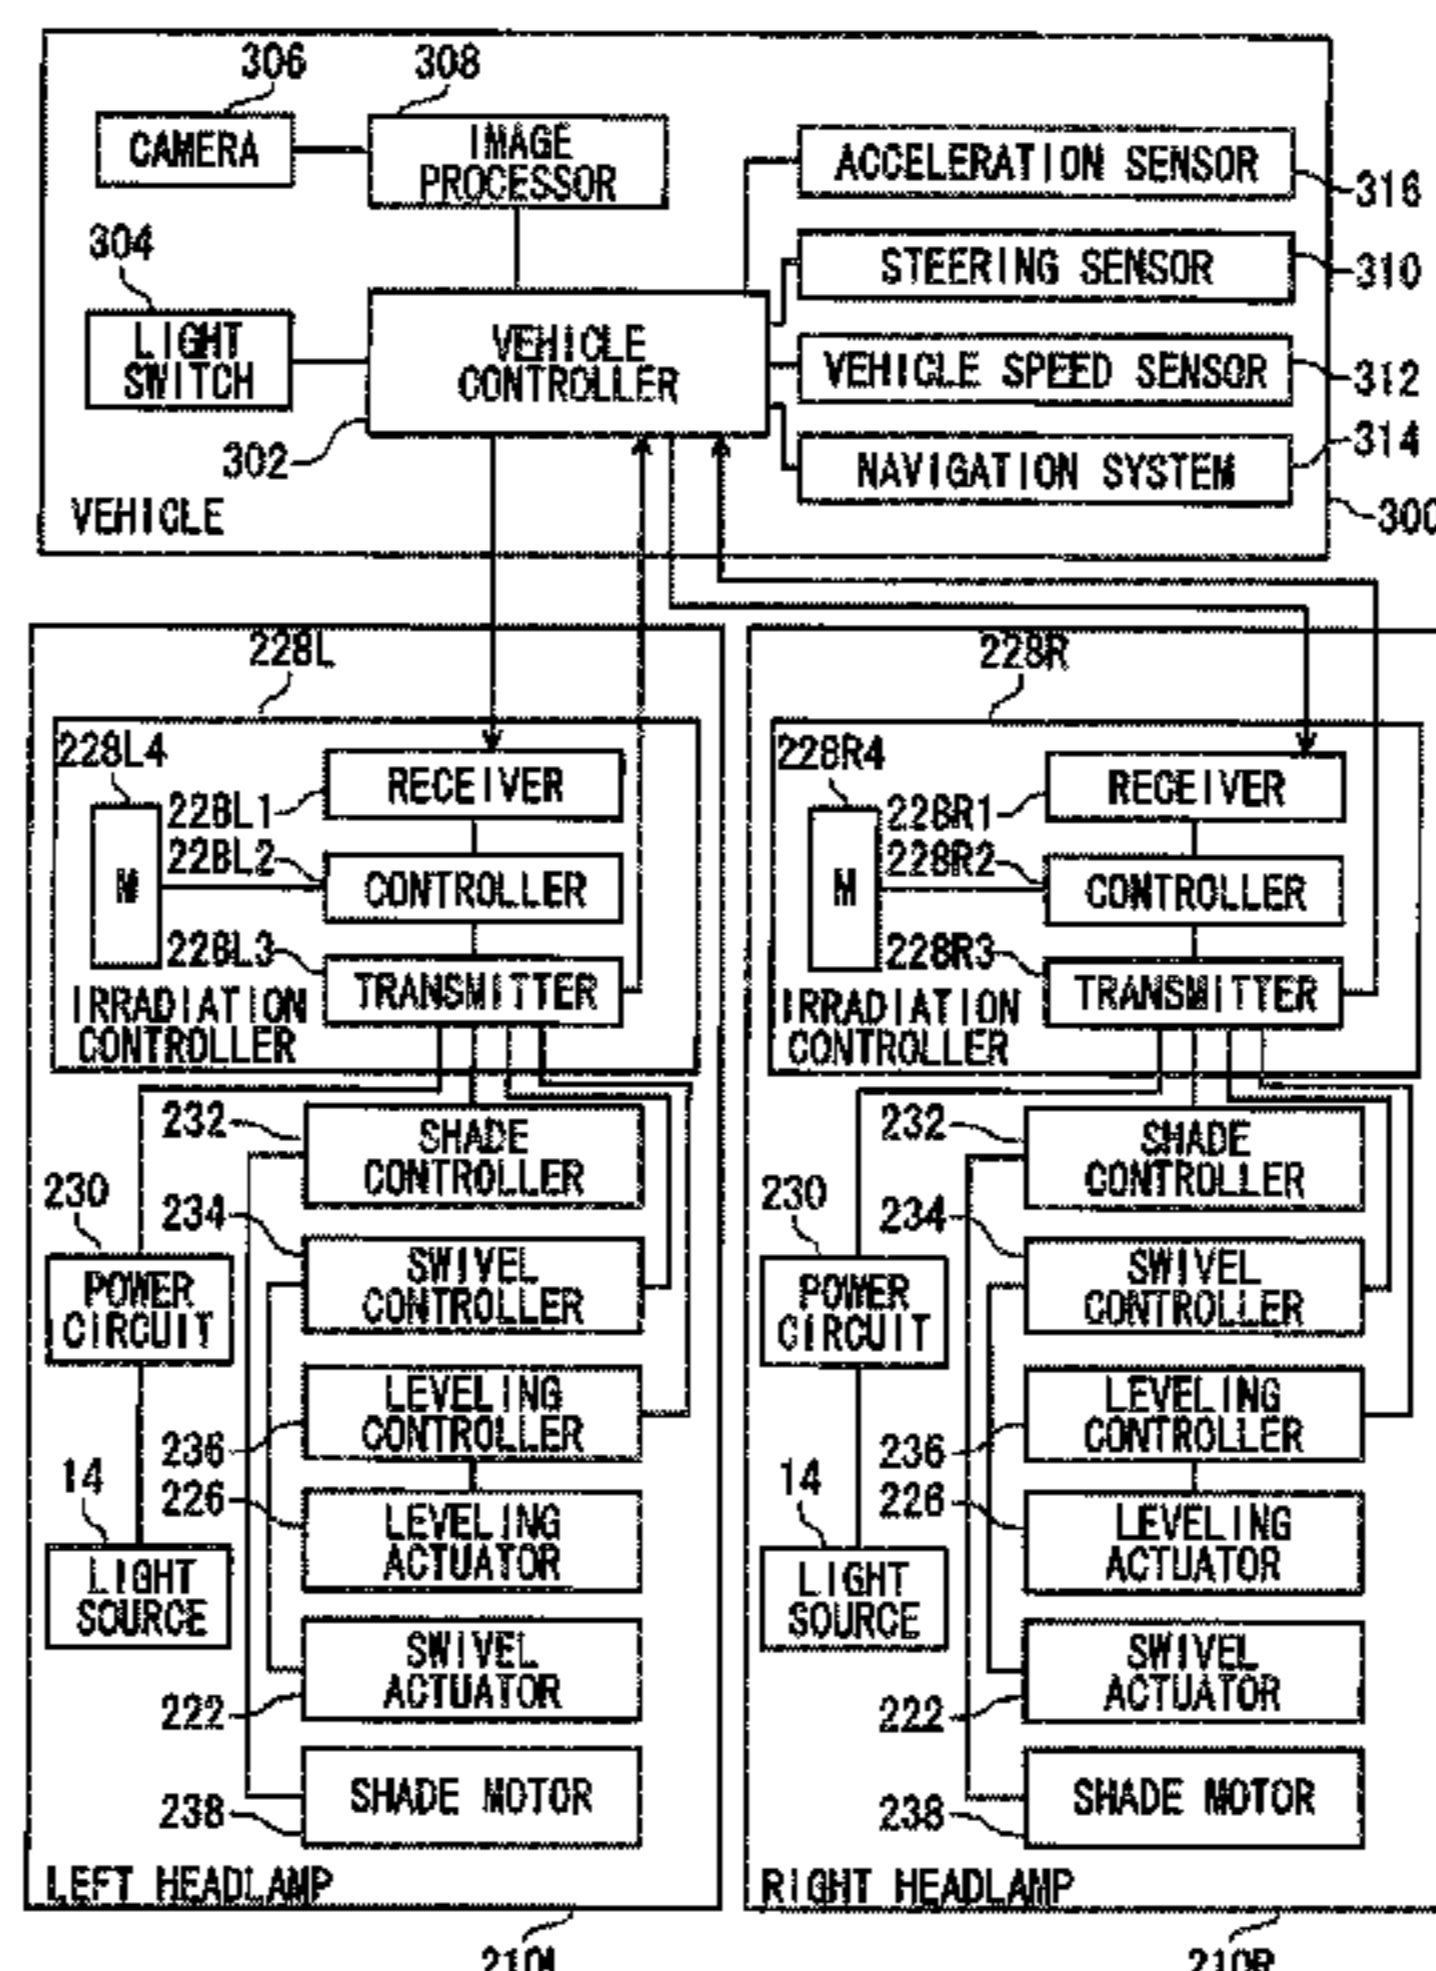 306
308
CAMERA
IMAGE
PROCESSOR
ACCELERATION SENSOR
316
304
STEERING SENSOR
310
LIGHT
SWITCH
VEHICLE
CONTROLLER
VEHICLE SPEED SENSOR
312
302
314
NAVIGATION SYSTEM
VEHICLE
300
228L
228L4
RECEIVER
228L1
M
228L2
CONTROLLER
228L3
TRANSMITTER
IRRADIATION
CONTROLLER
232
SHADE
CONTROLLER
230
234
SWIVEL
CONTROLLER
POWER
CIRCUIT
LEVELING
CONTROLLER
236
14
226
LEVELING
ACTUATOR
LIGHT
SOURCE
SWIVEL
ACTUATOR
222
SHADE MOTOR
238
LEFT HEADLAMP
228R
228R4
RECEIVER
228R1
M
228R2
CONTROLLER
228R3
TRANSMITTER
IRRADIATION
CONTROLLER
232
SHADE
CONTROLLER
230
234
SWIVEL
CONTROLLER
POWER
CIRCUIT
LEVELING
CONTROLLER
236
14
226
LEVELING
ACTUATOR
LIGHT
SOURCE
SWIVEL
ACTUATOR
222
SHADE MOTOR
238
RIGHT HEADLAMP
210R